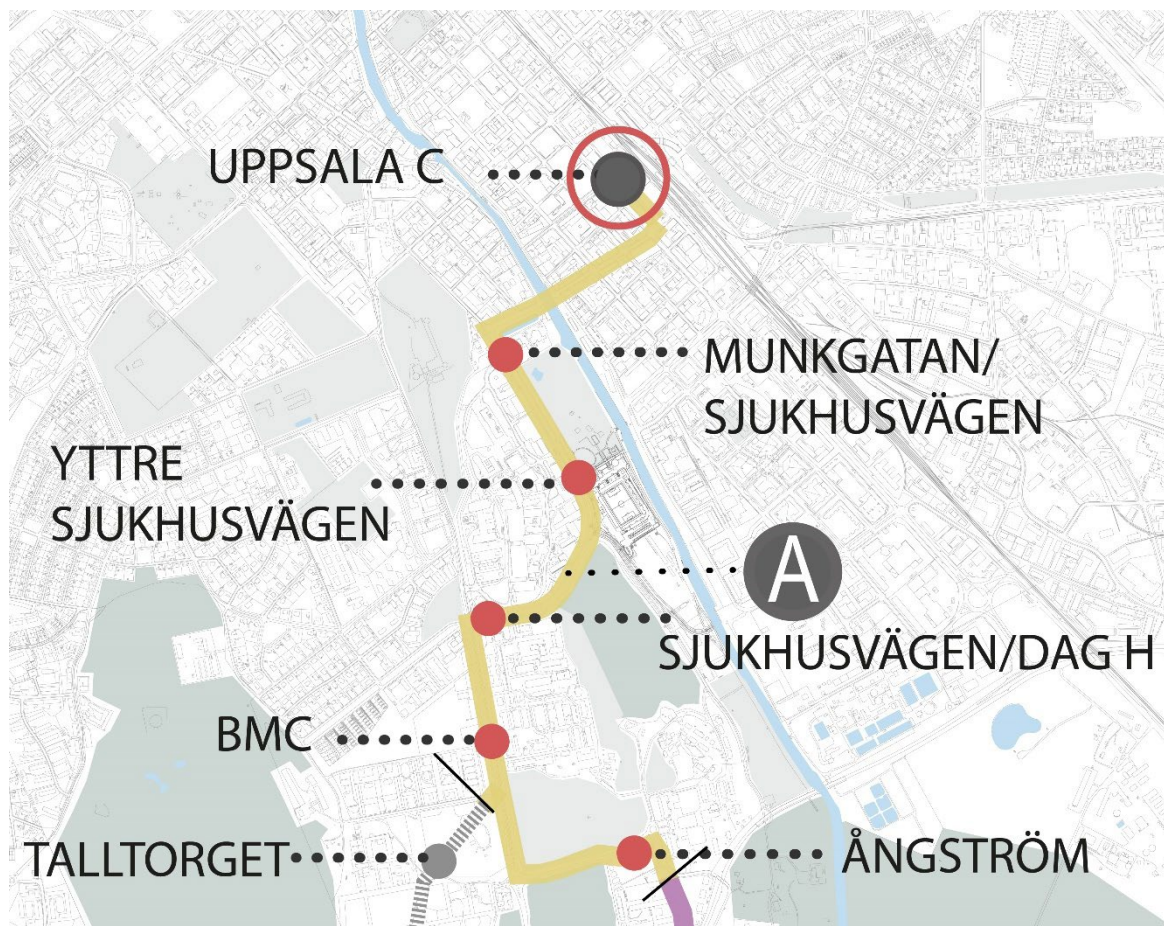 UPPSALA C
MUNKGATAN/
SJUKHUSVÄGEN
YTTRE
SJUKHUSVÄGEN
A
SJUKHUSVÄGEN/DAG H
BMC
TALLTORGET
ÅNGSTRÖM